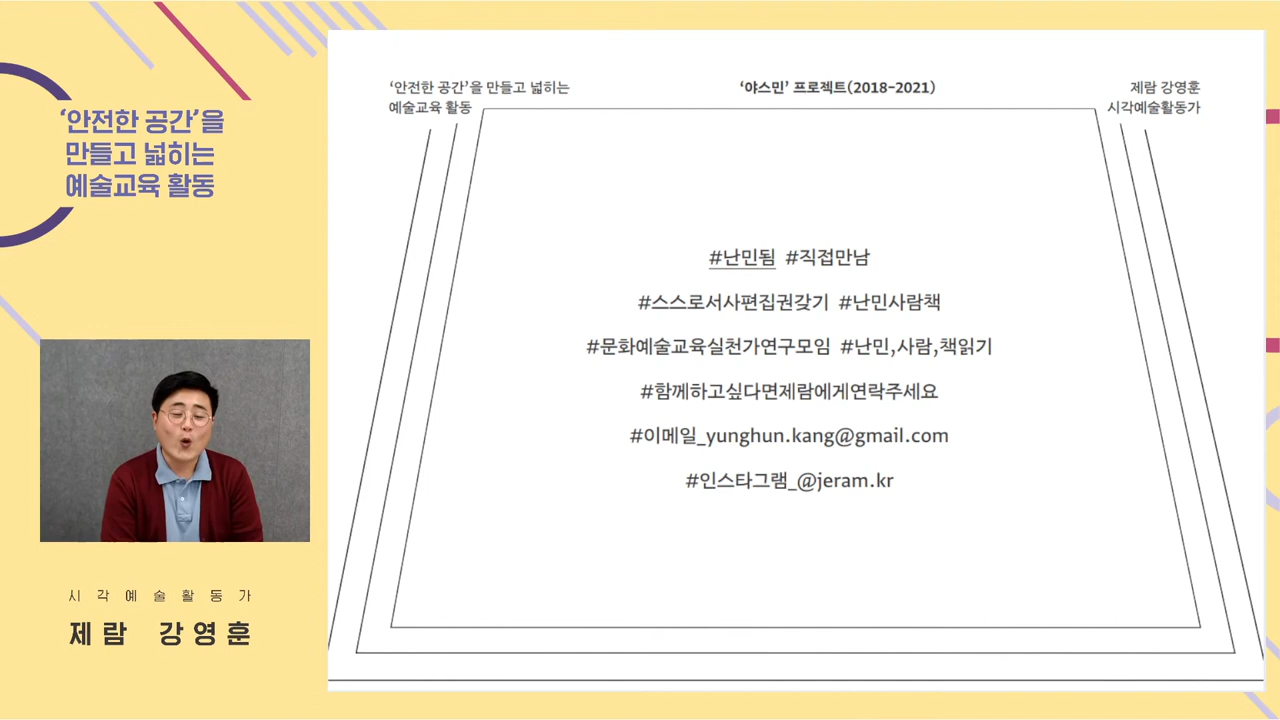 ‘안전한 공간’을
만들고 넓히는
예술교육 활동
시각예술활동가
제람 강영훈
‘안전한 공간’을 만들고 넓히는
예술교육 활동
‘야스민’ 프로젝트(2018-2021)
제람 강영훈
시각예술활동가
#난민됨 #직접만남
#스스로서사편집권갖기 #난민사람책
#문화예술교육실천가연구모임 #난민,사람,책읽기
#함께하고싶다면제람에게연락주세요
#이메일_yunghun.kang@gmail.com
#인스타그램_@jeram.kr